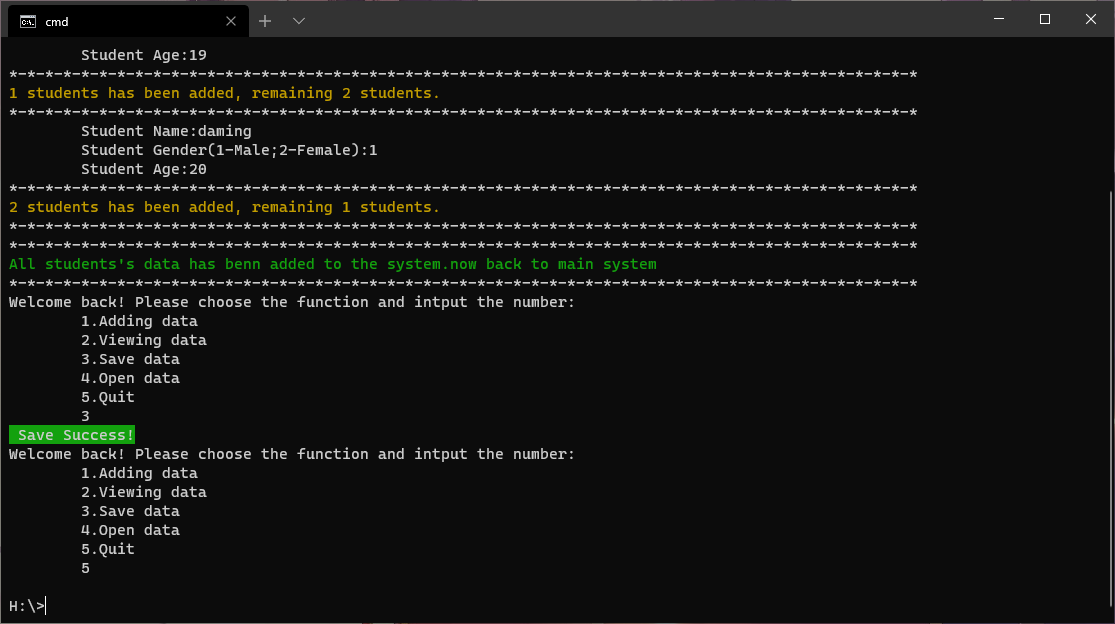 cmd
Student Age:19
*-*-*-*-*-*-*-*-*-*-*-*-*-*-*-*-*-*-*-*-*-*-*-*-*-*-*-*-*-*-*-*-*-*-*-*-*-*-*-*-*-*-*-*-*-*-*-*-*-*-*
1 students has been added, remaining 2 students.
*-*-*-*-*-*-*-*-*-*-*-*-*-*-*-*-*-*-*-*-*-*-*-*-*-*-*-*-*-*-*-*-*-*-*-*-*-*-*-*-*-*-*-*-*-*-*-*-*-*-*
Student Name:daming
Student Gender(1-Male;2-Female):1
Student Age:20
*-*-*-*-*-*-*-*-*-*-*-*-*-*-*-*-*-*-*-*-*-*-*-*-*-*-*-*-*-*-*-*-*-*-*-*-*-*-*-*-*-*-*-*-*-*-*-*-*-*-*
2 students has been added, remaining 1 students.
*-*-*-*-*-*-*-*-*-*-*-*-*-*-*-*-*-*-*-*-*-*-*-*-*-*-*-*-*-*-*-*-*-*-*-*-*-*-*-*-*-*-*-*-*-*-*-*-*-*-*
*-*-*-*-*-*-*-*-*-*-*-*-*-*-*-*-*-*-*-*-*-*-*-*-*-*-*-*-*-*-*-*-*-*-*-*-*-*-*-*-*-*-*-*-*-*-*-*-*-*-*
All students's data has benn added to the system.now back to main system
*-*-*-*-*-*-*-*-*-*-*-*-*-*-*-*-*-*-*-*-*-*-*-*-*-*-*-*-*-*-*-*-*-*-*-*-*-*-*-*-*-*-*-*-*-*-*-*-*-*-*
Welcome back! Please choose the function and intput the number:
1.Adding data
2.Viewing data
3.Save data
4.Open data
5.Quit
3
Save Success!
Welcome back! Please choose the function and intput the number:
1.Adding data
2.Viewing data
3.Save data
4.Open data
5.Quit
5
H:\>